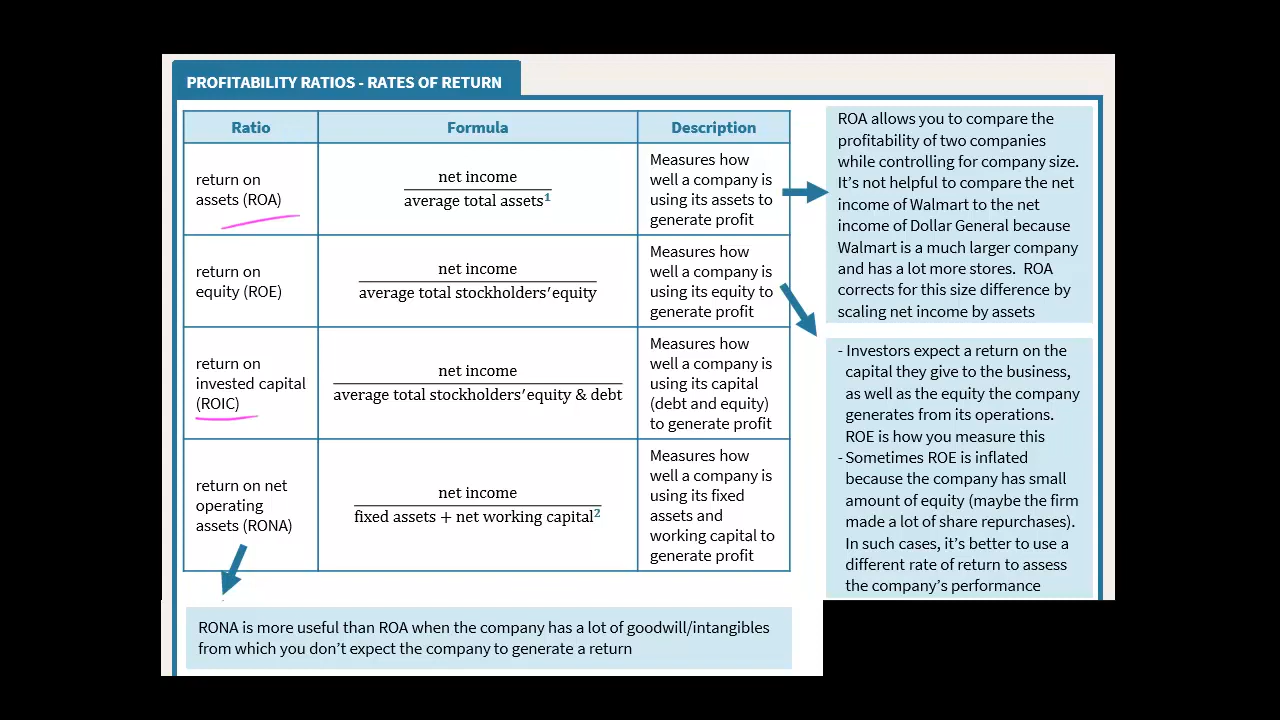 PROFITABILITY RATIOS - RATES OF RETURN
Ratio
Formula
Description
return on
assets (ROA)
net income
average total assets¹
Measures how
well a company is
using its assets to
generate profit
return on
equity (ROE)
net income
average total stockholders′equity
Measures how
well a company is
using its equity to
generate profit
return on
invested capital
(ROIC)
net income
average total stockholders′equity & debt
Measures how
well a company is
using its capital
(debt and equity)
to generate profit
return on net
operating
assets (RONA)
net income
fixed assets + net working capital²
Measures how
well a company is
using its fixed
assets and
working capital to
generate profit
ROA allows you to compare the
profitability of two companies
while controlling for company size.
It’s not helpful to compare the net
income of Walmart to the net
income of Dollar General because
Walmart is a much larger company
and has a lot more stores. ROA
corrects for this size difference by
scaling net income by assets
- Investors expect a return on the
capital they give to the business,
as well as the equity the company
generates from its operations.
ROE is how you measure this
- Sometimes ROE is inflated
because the company has small
amount of equity (maybe the firm
made a lot of share repurchases).
In such cases, it’s better to use a
different rate of return to assess
the company’s performance
RONA is more useful than ROA when the company has a lot of goodwill/intangibles
from which you don’t expect the company to generate a return